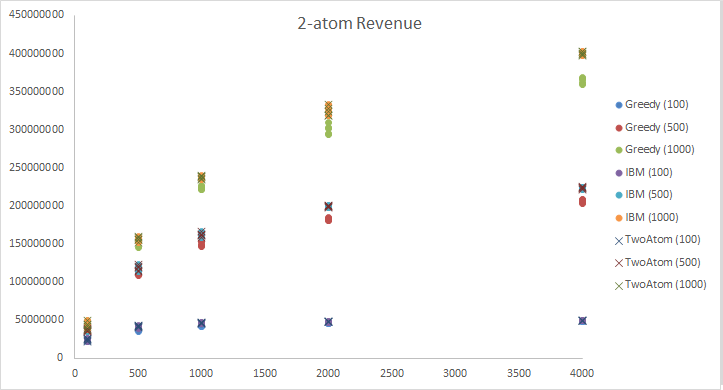 2-atom Revenue
450000000
400000000
350000000
300000000
250000000
200000000
150000000
100000000
50000000
0
0 500 1000 1500 2000 2500 3000 3500 4000
Greedy (100)
Greedy (500)
Greedy (1000)
IBM (100)
IBM (500)
IBM (1000)
TwoAtom (100)
TwoAtom (500)
TwoAtom (1000)